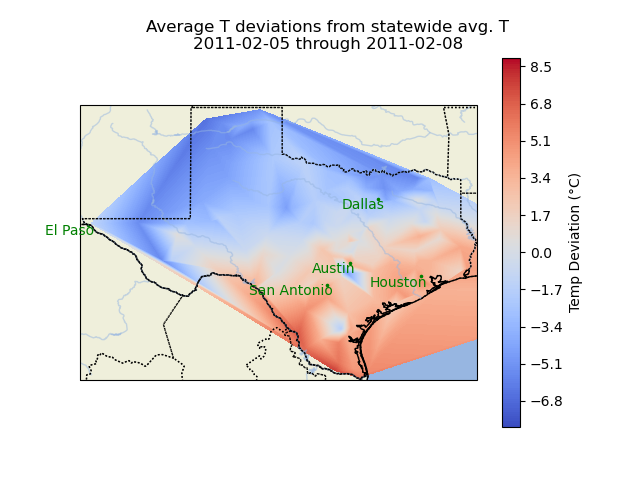 Average T deviations from statewide avg. T
2011-02-05 through 2011-02-08
8.5
6.8
5.1
3.4
1.7
0.0
−1.7
−3.4
−5.1
−6.8
Temp Deviation (°C)
Dallas
El Paso
Austin
Houston
San Antonio